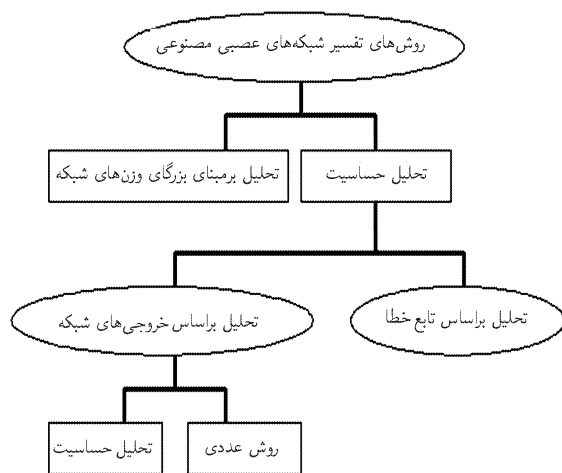 روش‌های تفسیر شبکه‌های عصبی مصنوعی
تحلیل حساسیت
تحلیل برمبنای بزرگای وزن‌های شبکه
تحلیل براساس تابع خطا
تحلیل براساس خروجی‌های شبکه
روش عددی
تحلیل حساسیت